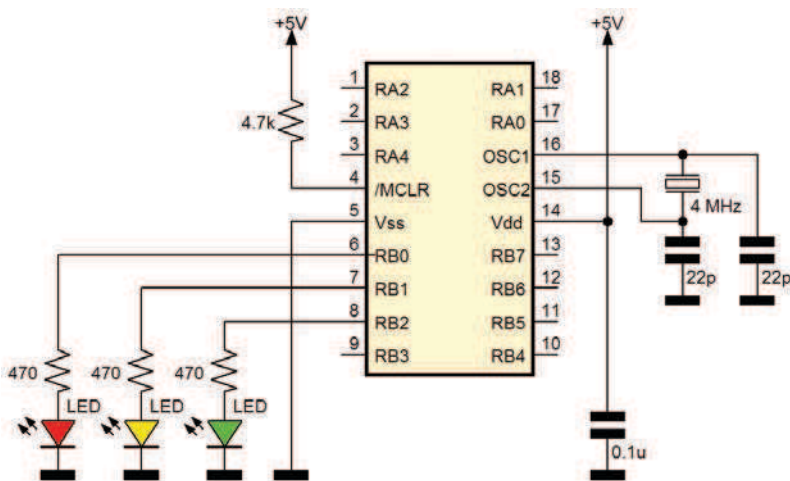 +5V
+5V
1 RA2 RA1 18
2 RA3 RA0 17
4.7k
3 RA4 OSC1 16
4 /MCLR OSC2 15
4 MHz
5 Vss Vdd 14
6 RB0 RB7 13
7 RB1 RB6 12
22p 22p
8 RB2 RB5 11
9 RB3 RB4 10
470 470 470
LED LED LED
0.1u